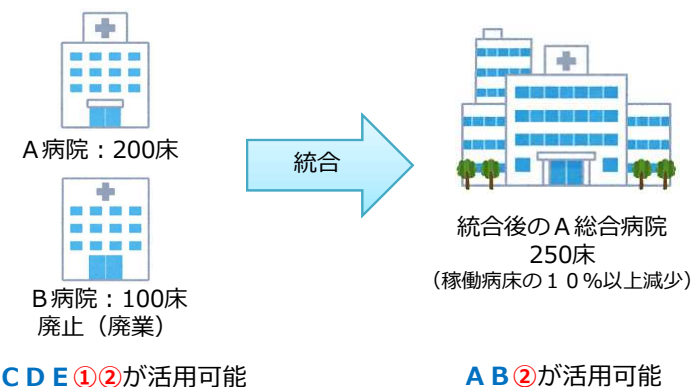 A病院：200床
統合
B病院：100床
廃止（廃業）
統合後のA総合病院
250床
（稼働病床の１０％以上減少）
ＣＤＥ①②が活用可能
ＡＢ②が活用可能